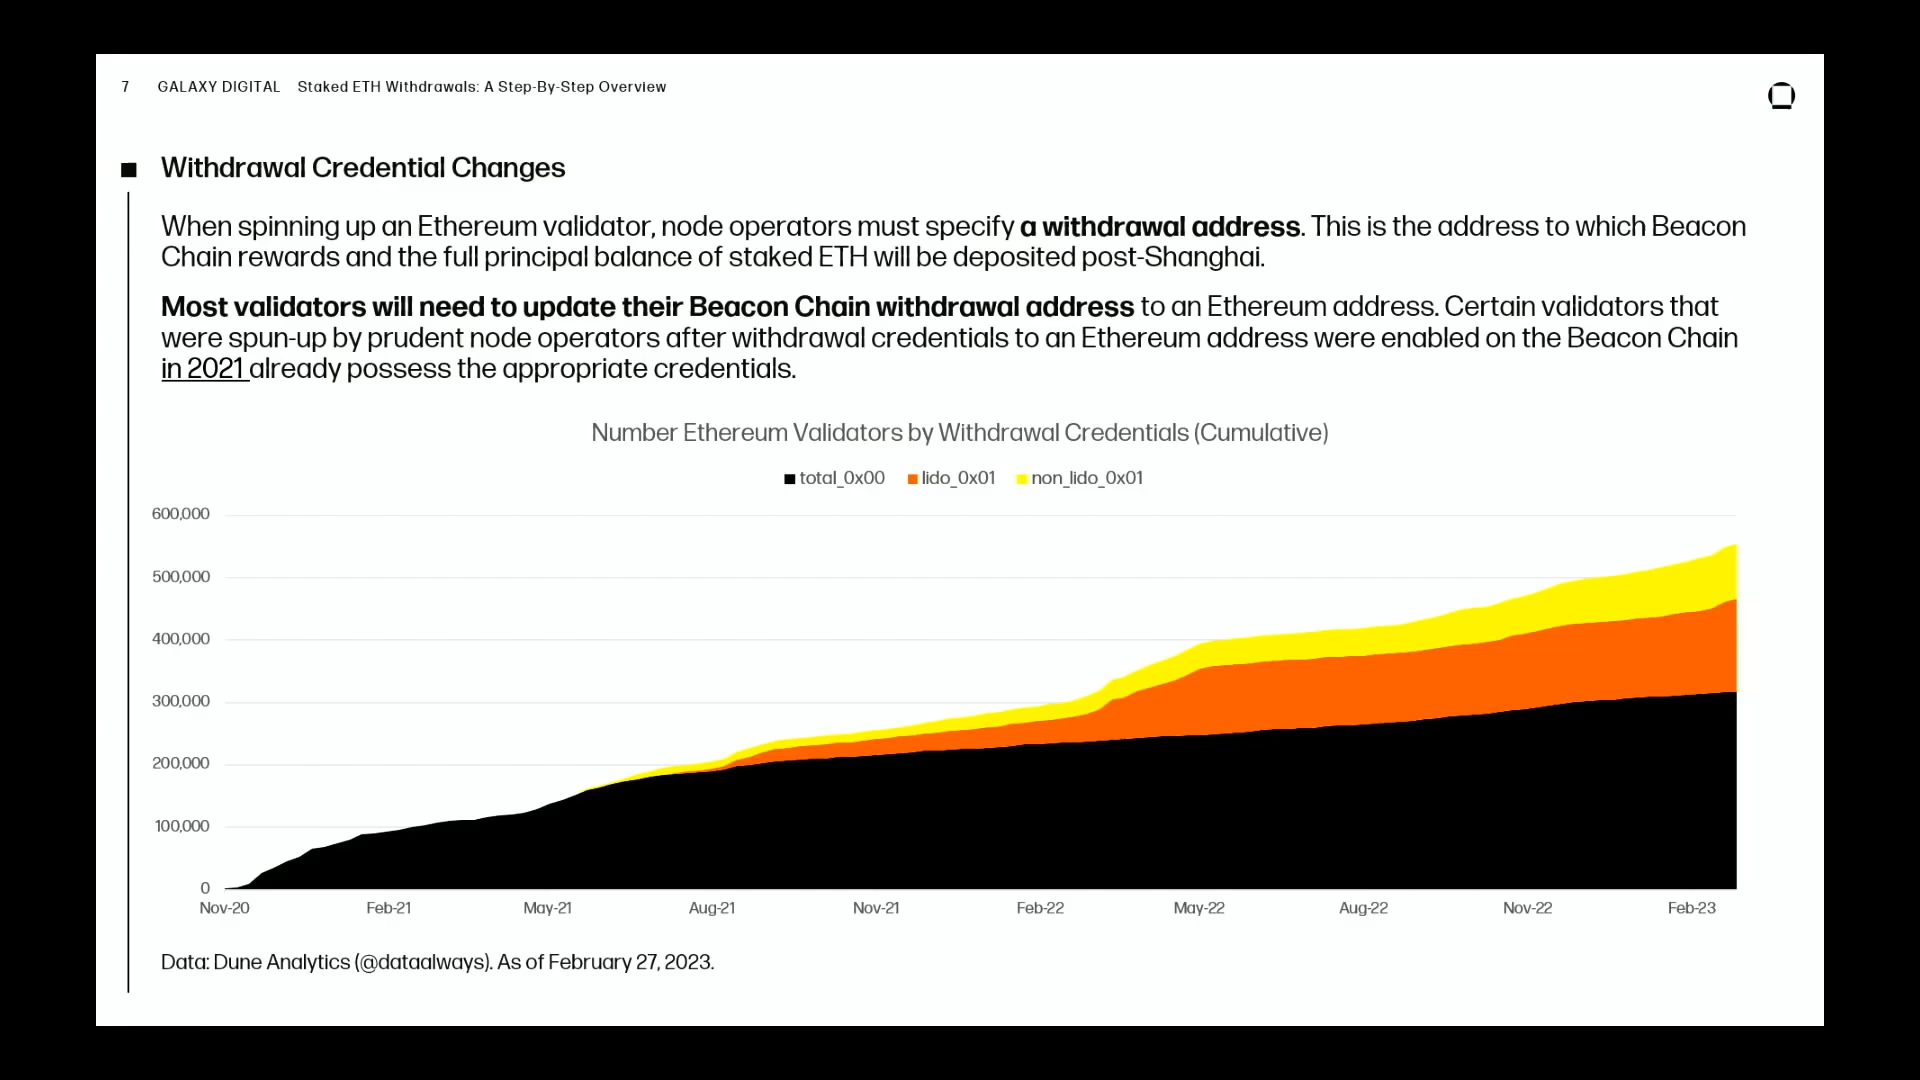 7 GALAXY DIGITAL Staked ETH Withdrawals: A Step-By-Step Overview
Withdrawal Credential Changes
When spinning up an Ethereum validator, node operators must specify a withdrawal address. This is the address to which Beacon
Chain rewards and the full principal balance of staked ETH will be deposited post-Shanghai.
Most validators will need to update their Beacon Chain withdrawal address to an Ethereum address. Certain validators that
were spun-up by prudent node operators after withdrawal credentials to an Ethereum address were enabled on the Beacon Chain
in 2021 already possess the appropriate credentials.
Number Ethereum Validators by Withdrawal Credentials (Cumulative)
total_0x00 lido_0x01 non_lido_0x01
600,000
500,000
400,000
300,000
200,000
100,000
0
Nov-20 Feb-21 May-21 Aug-21 Nov-21 Feb-22 May-22 Aug-22 Nov-22 Feb-23
Data: Dune Analytics (@dataalways). As of February 27, 2023.